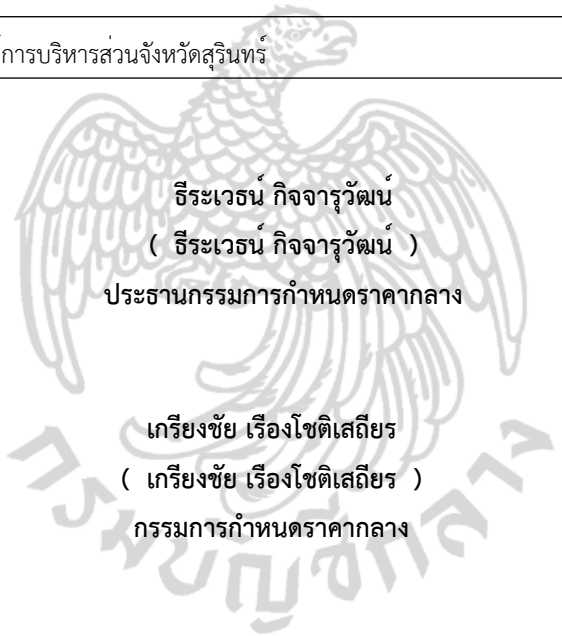 การบริหารส่วนจังหวัดสุรินทร์
ธีระเวธน์ กิจจารุวัฒน์
( ธีระเวธน์ กิจจารุวัฒน์ )
ประธานกรรมการกำหนดราคากลาง
เกรียงชัย เรืองโชติเสถียร
( เกรียงชัย เรืองโชติเสถียร )
กรรมการกำหนดราคากลาง
กรมบัญชีกลาง